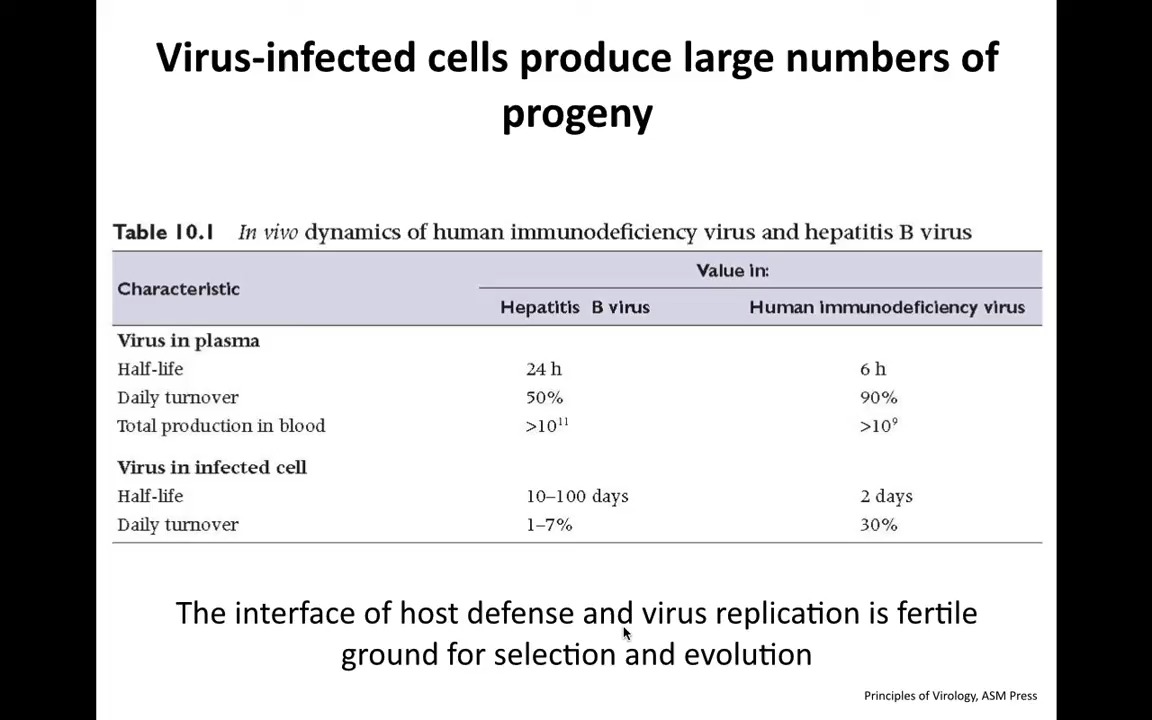 Virus-infected cells produce large numbers of
progeny
Table 10.1 In vivo dynamics of human immunodeficiency virus and hepatitis B virus
Value in:
Characteristic
Hepatitis B virus Human immunodeficiency virus
Virus in plasma
Half-life 24 h 6 h
Daily turnover 50% 90%
Total production in blood >10¹¹ >10⁹
Virus in infected cell
Half-life 10–100 days 2 days
Daily turnover 1–7% 30%
The interface of host defense and virus replication is fertile
ground for selection and evolution
Principles of Virology, ASM Press